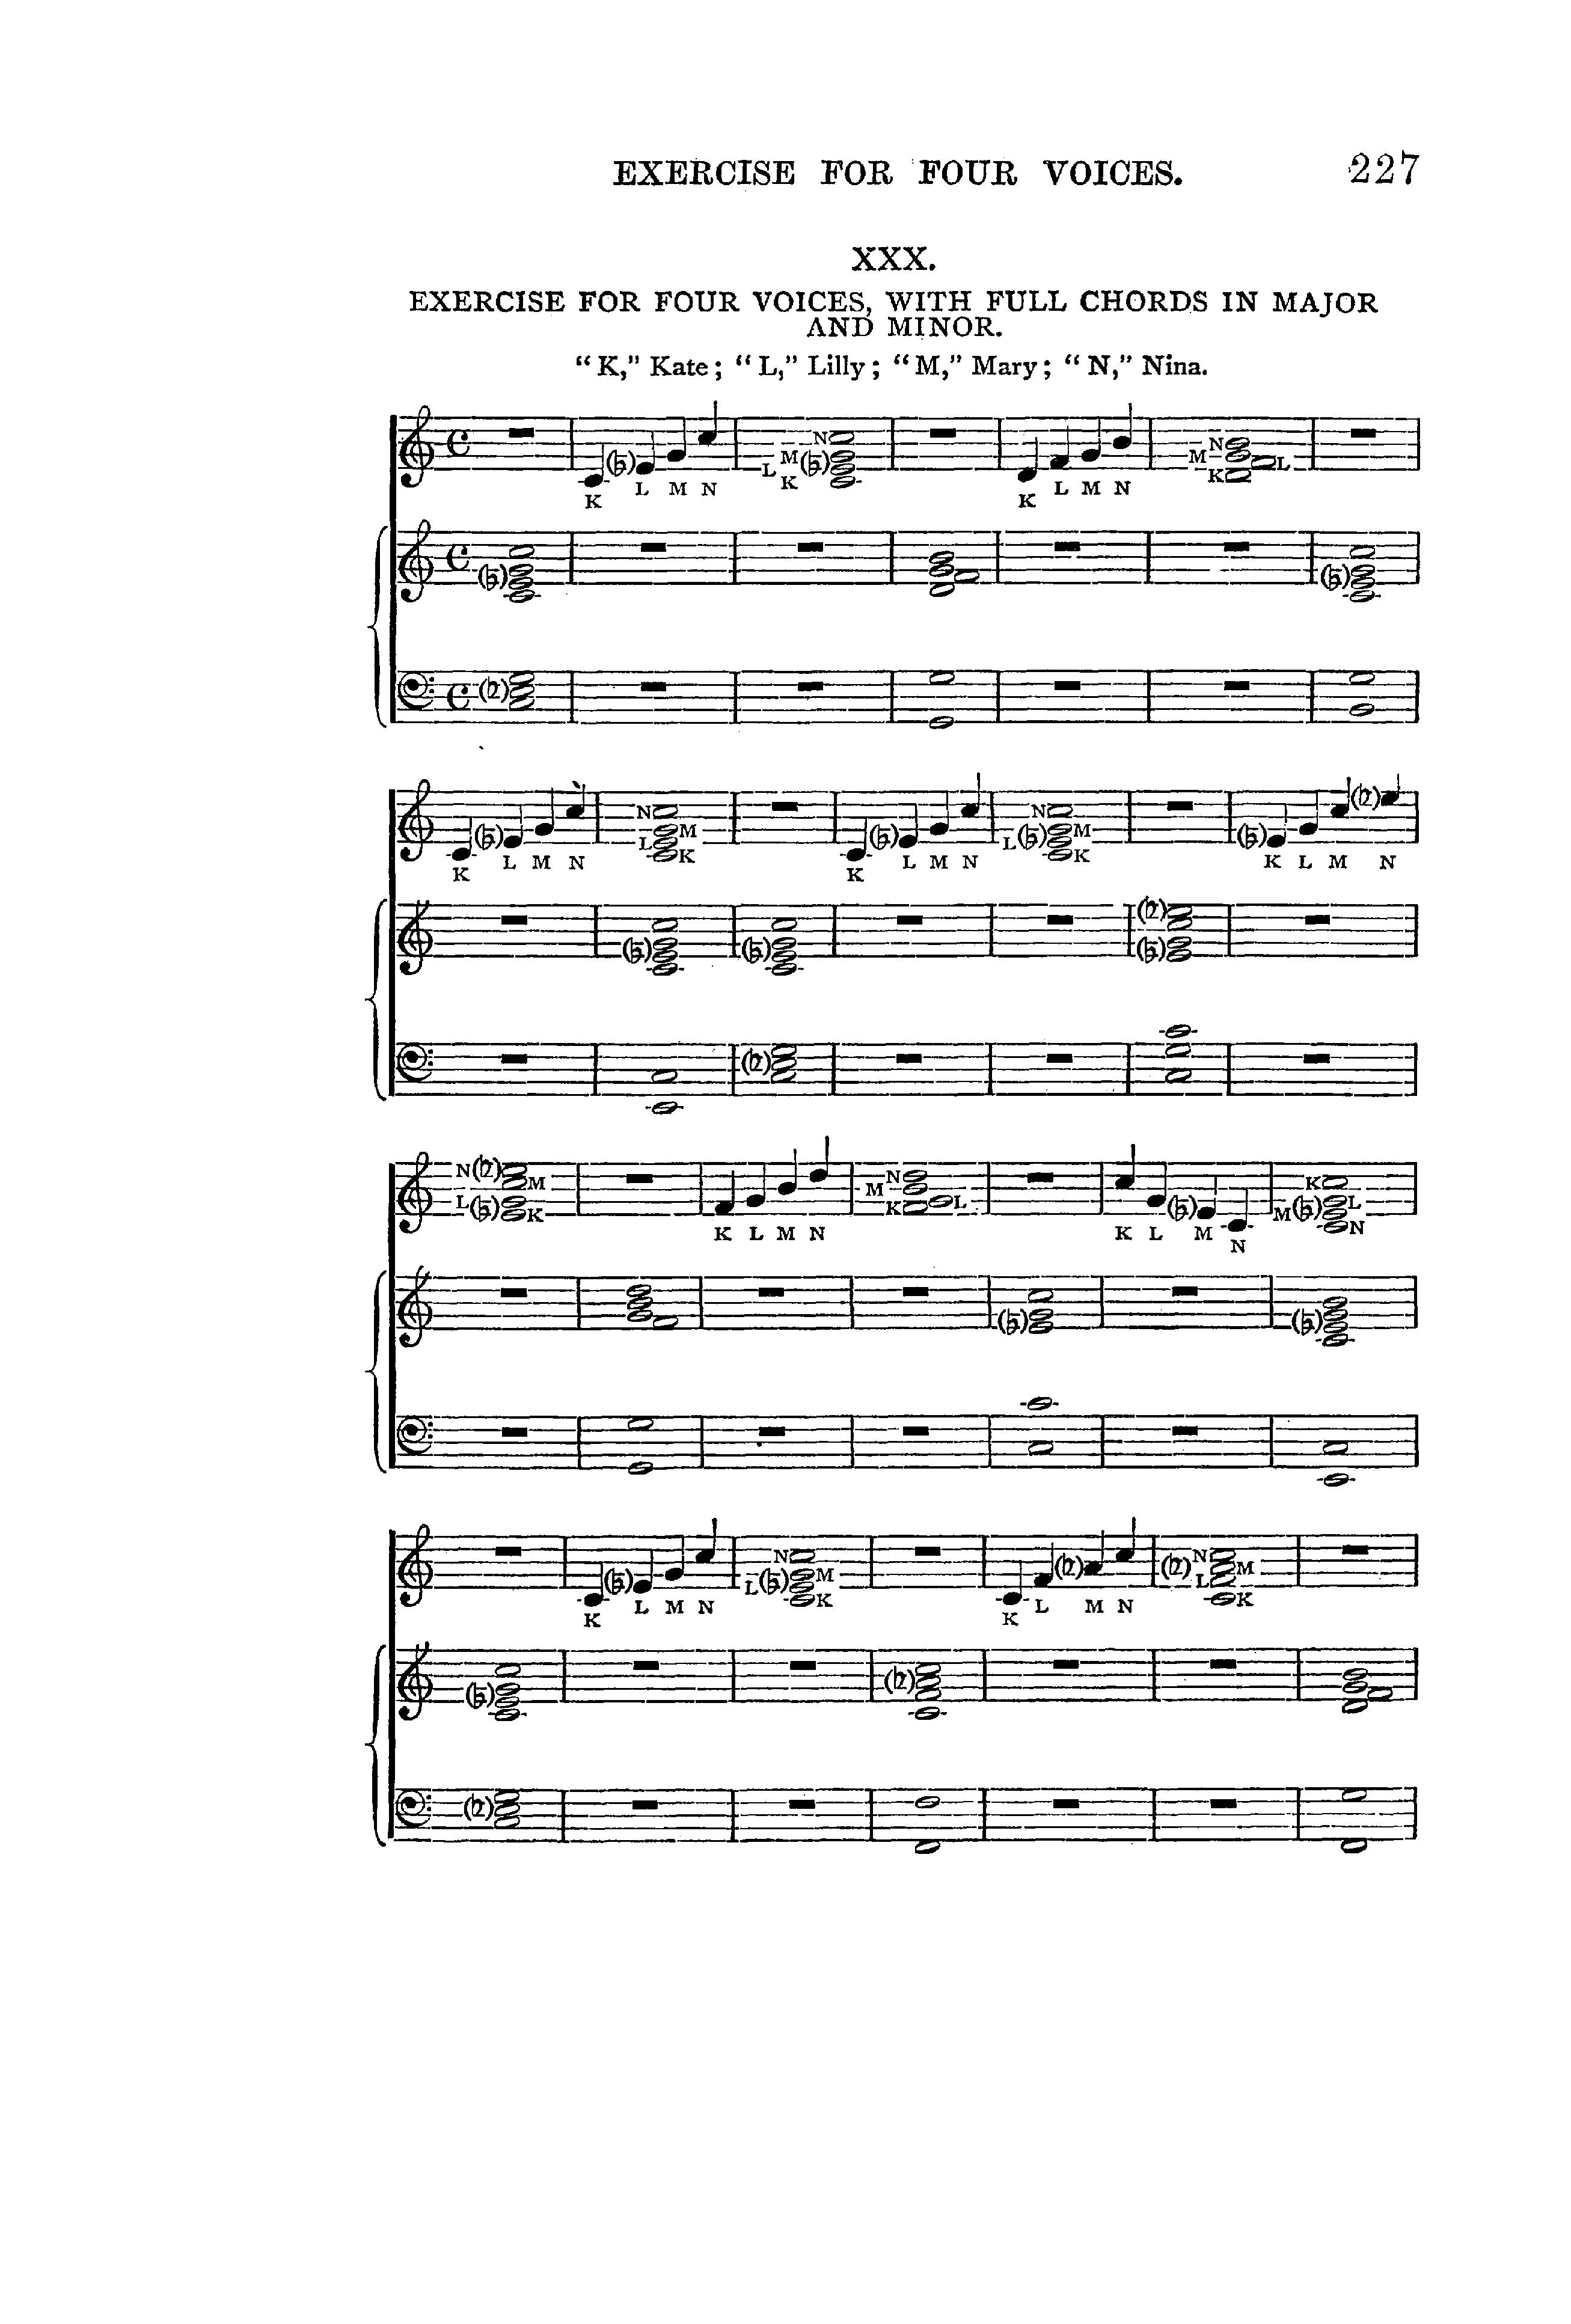 EXERCISE FOR FOUR VOICES. 227
XXX.
EXERCISE FOR FOUR VOICES, WITH FULL CHORDS IN MAJOR
AND MINOR.
“K,” Kate; “L,” Lilly; “M,” Mary; “N,” Nina.
N N
M M L
L K
K
K L M N K L M N
N N
M M
L K L K
K L M N K L M N K L M N
N M N K
L K M L
K L M N
K L M N K L M N
N N
L M M
K L K
K L M N K L M N